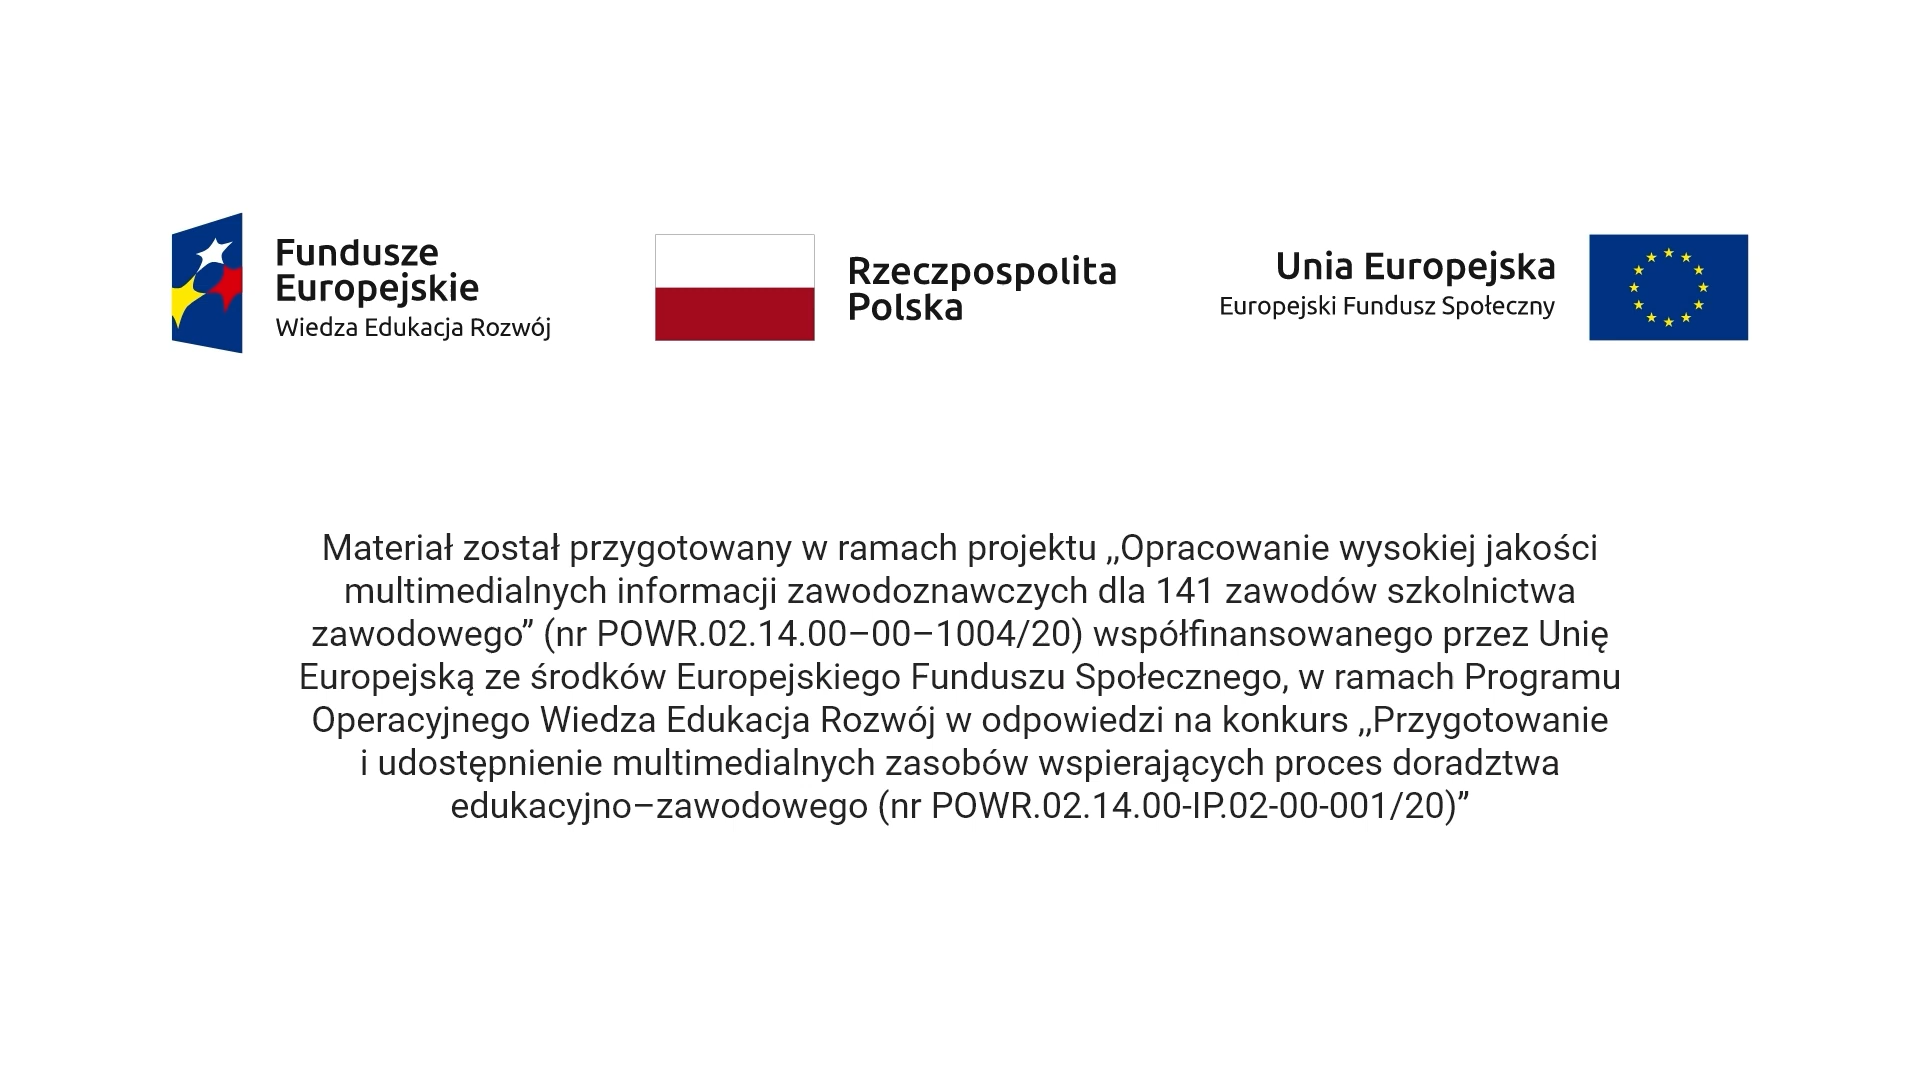 Fundusze
Europejskie
Wiedza Edukacja Rozwój
Rzeczpospolita
Polska
Unia Europejska
Europejski Fundusz Społeczny
Materiał został przygotowany w ramach projektu ,,Opracowanie wysokiej jakości
multimedialnych informacji zawodoznawczych dla 141 zawodów szkolnictwa
zawodowego” (nr POWR.02.14.00–00–1004/20) współfinansowanego przez Unię
Europejską ze środków Europejskiego Funduszu Społecznego, w ramach Programu
Operacyjnego Wiedza Edukacja Rozwój w odpowiedzi na konkurs ,,Przygotowanie
i udostępnienie multimedialnych zasobów wspierających proces doradztwa
edukacyjno–zawodowego (nr POWR.02.14.00-IP.02-00-001/20)”